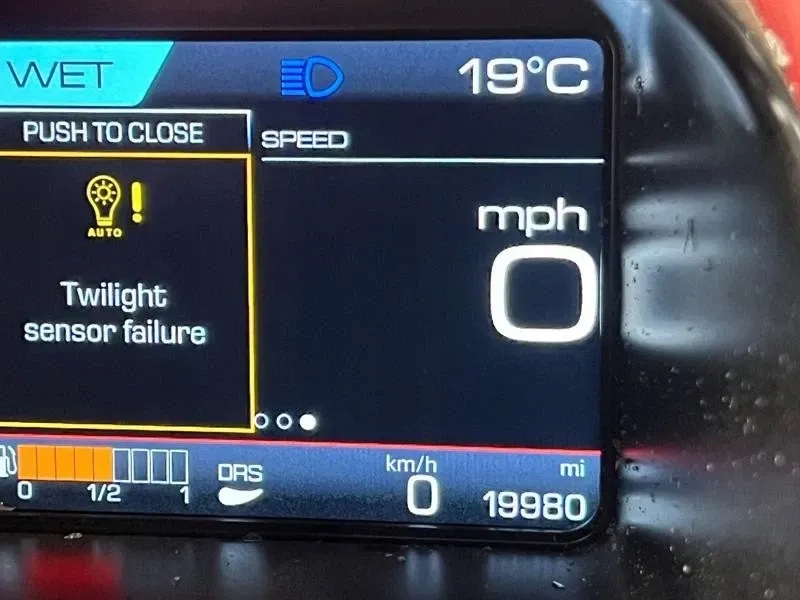 WET
19°C
PUSH TO CLOSE
SPEED
AUTO
mph
0
Twilight
sensor failure
0
1/2
1
DRS
km/h
0
mi
19980